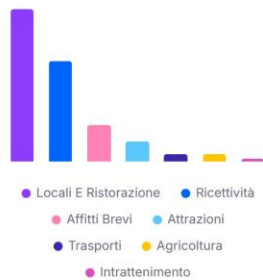 Locali E Ristorazione Ricettività
Affitti Brevi Attrazioni
Trasporti Agricoltura
Intrattenimento